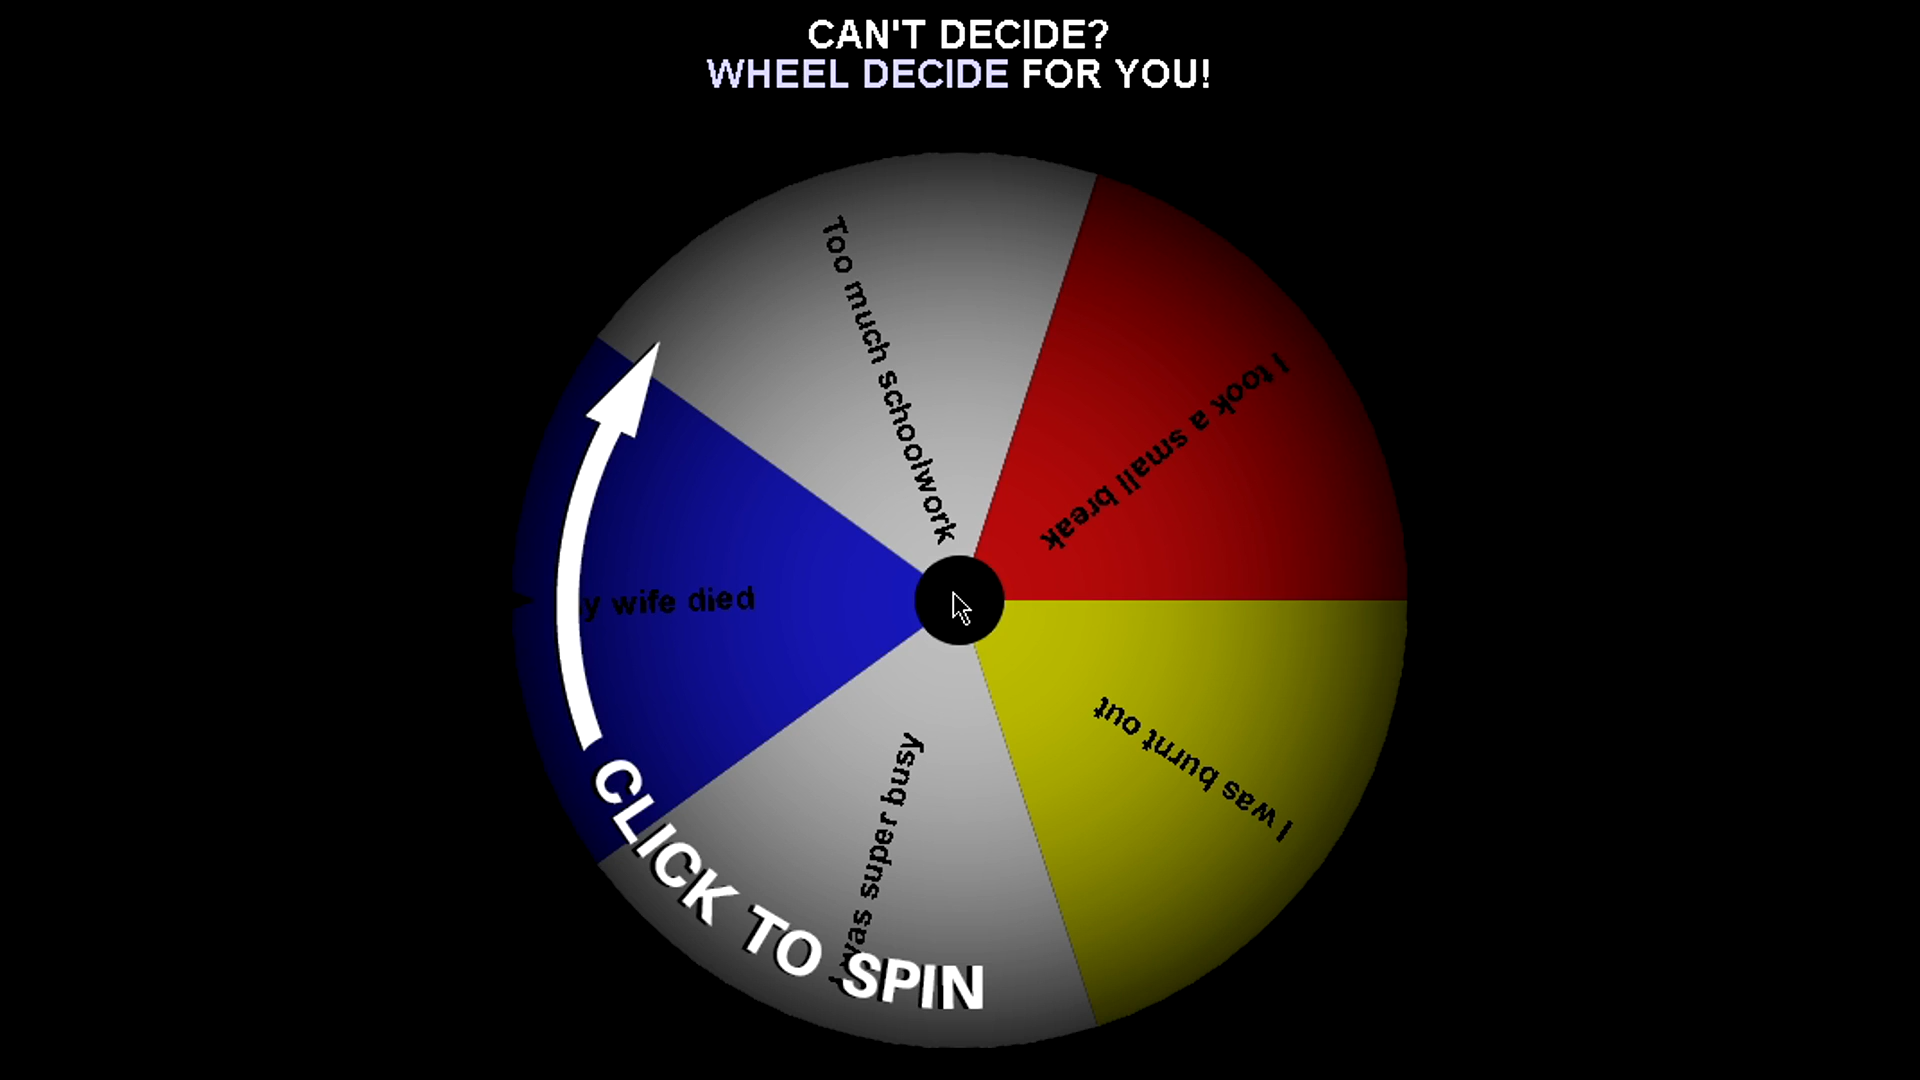 CAN'T DECIDE?
WHEEL DECIDE FOR YOU!
Too much schoolwork
I took a small break
y wife died
I was burnt out
was super busy
CLICK TO SPIN